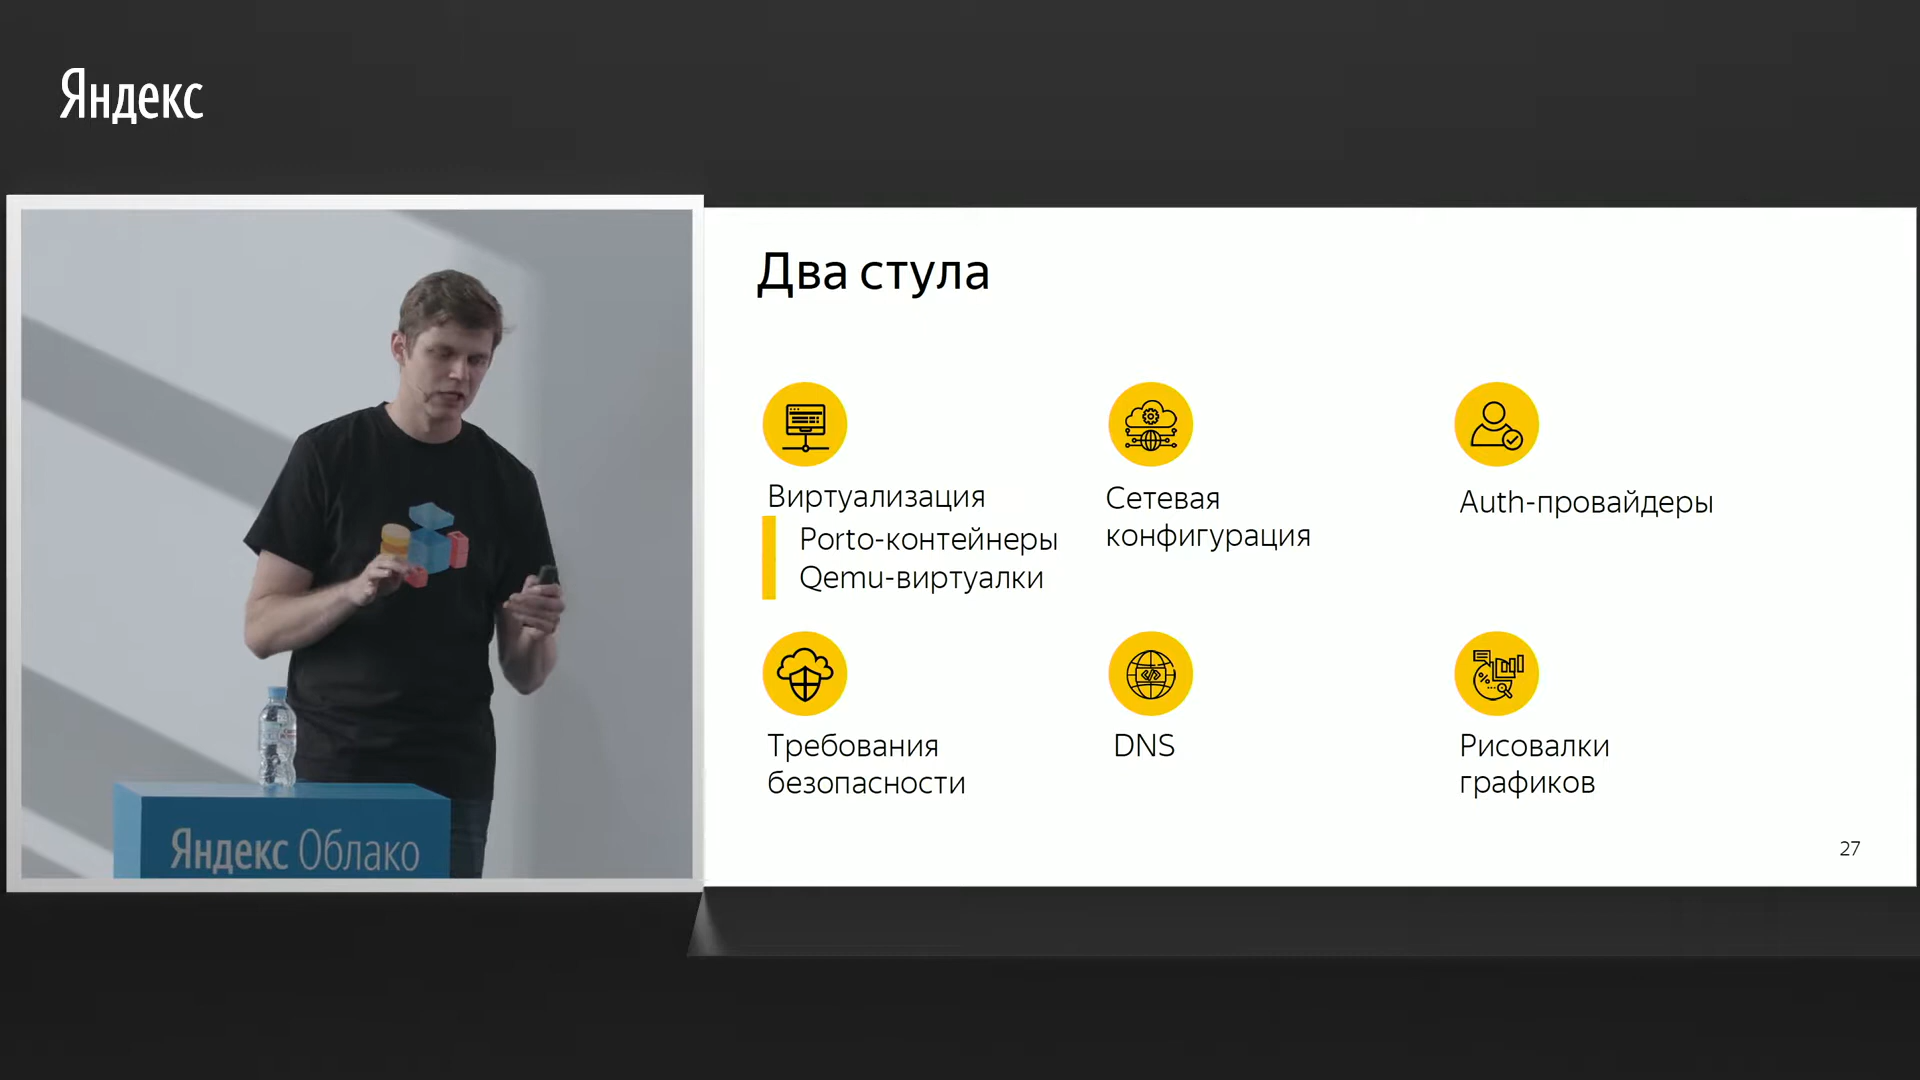 Яндекс
Два стула
Виртуализация
Porto-контейнеры
Qemu-виртуалки
Сетевая
конфигурация
Auth-провайдеры
Требования
безопасности
DNS
Рисовалки
графиков
27
Яндекс Облако